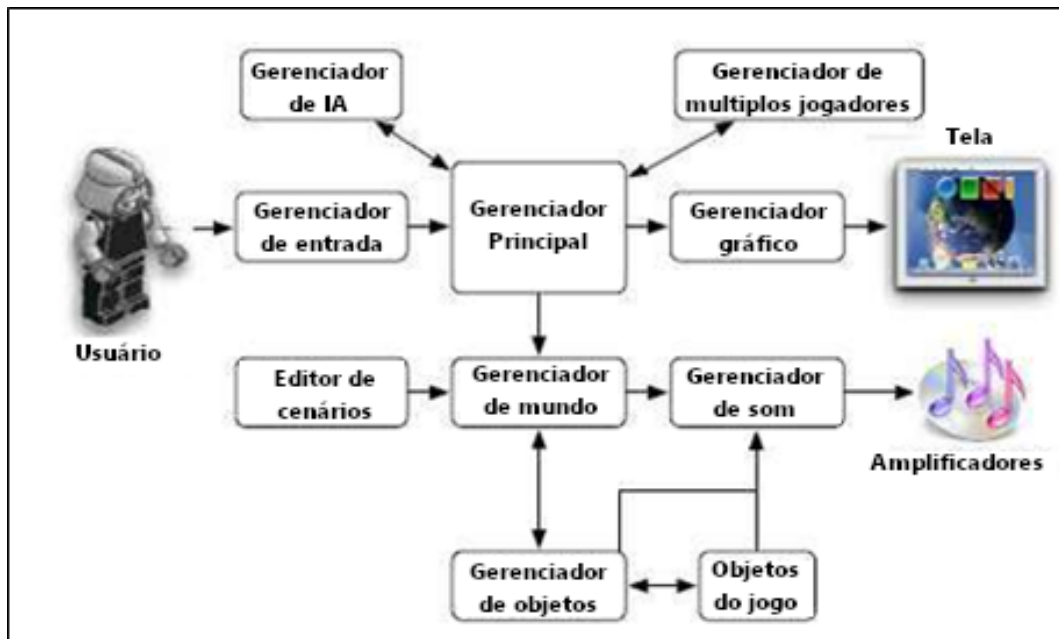 Gerenciador
de IA
Gerenciador de
multiplos jogadores
Tela
Gerenciador
de entrada
Gerenciador
Principal
Gerenciador
gráfico
Usuário
Editor de
cenários
Gerenciador
de mundo
Gerenciador
de som
Amplificadores
Gerenciador
de objetos
Objetos
do jogo